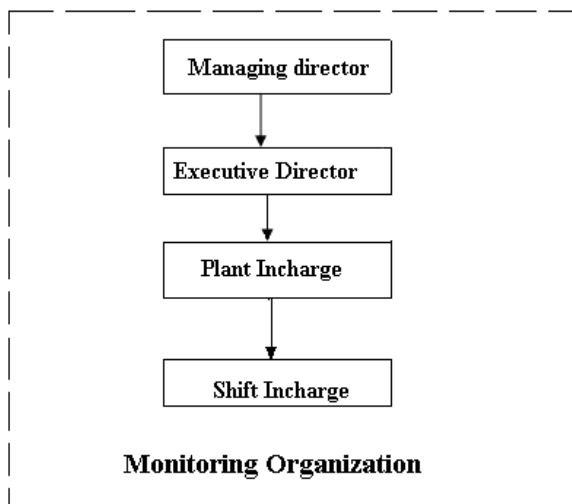 Managing director
Executive Director
Plant Incharge
Shift Incharge
Monitoring Organization